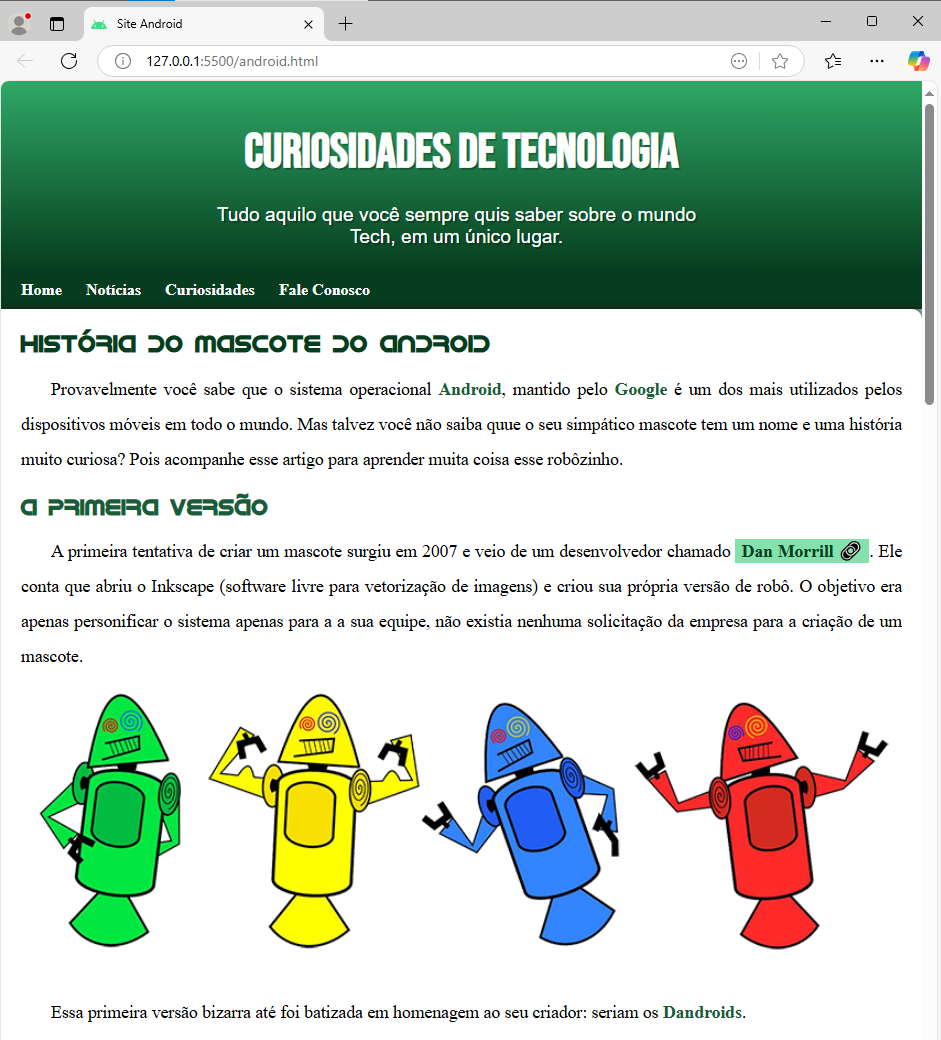 Site Android
127.0.0.1:5500/android.html
CURIOSIDADES DE TECNOLOGIA
Tudo aquilo que você sempre quis saber sobre o mundo
Tech, em um único lugar.
Home Notícias Curiosidades Fale Conosco
História do Mascote do Android
Provavelmente você sabe que o sistema operacional Android, mantido pelo Google é um dos mais utilizados pelos
dispositivos móveis em todo o mundo. Mas talvez você não saiba quue o seu simpático mascote tem um nome e uma história
muito curiosa? Pois acompanhe esse artigo para aprender muita coisa esse robôzinho.
A primeira versão
A primeira tentativa de criar um mascote surgiu em 2007 e veio de um desenvolvedor chamado Dan Morrill. Ele
conta que abriu o Inkscape (software livre para vetorização de imagens) e criou sua própria versão de robô. O objetivo era
apenas personificar o sistema apenas para a a sua equipe, não existia nenhuma solicitação da empresa para a criação de um
mascote.
Essa primeira versão bizarra até foi batizada em homenagem ao seu criador: seriam os Dandroids.